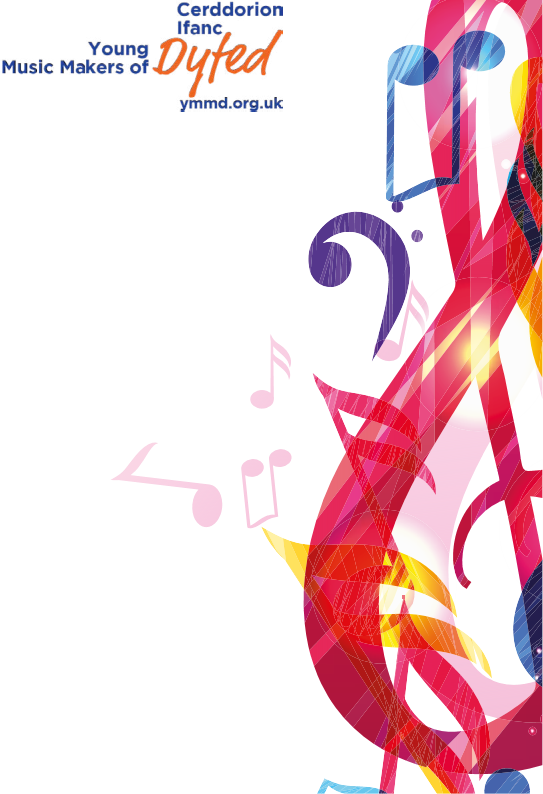 Cerddorion
Ifanc
Young
Music Makers of Dyfed
ymmd.org.uk